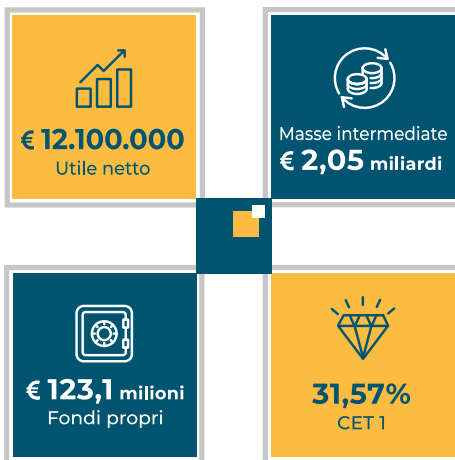 € 12.100.000
Utile netto
Masse intermediate
€ 2,05 miliardi
€ 123,1 milioni
Fondi propri
31,57%
CET 1